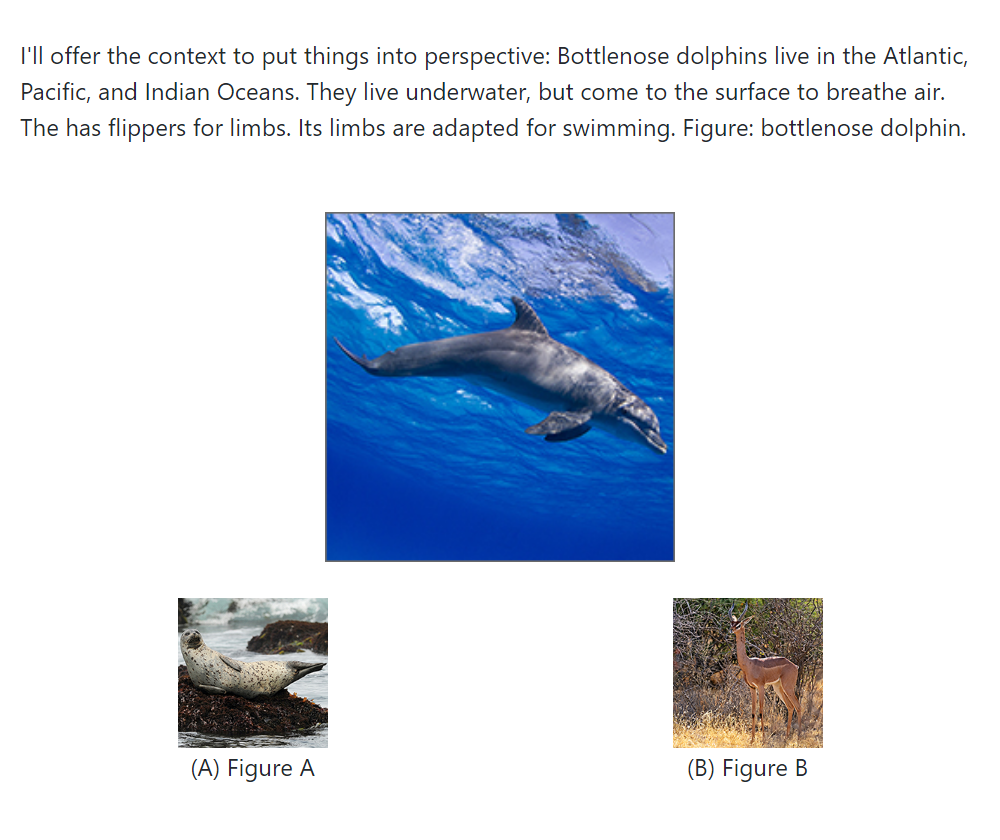 I'll offer the context to put things into perspective: Bottlenose dolphins live in the Atlantic,
Pacific, and Indian Oceans. They live underwater, but come to the surface to breathe air.
The has flippers for limbs. Its limbs are adapted for swimming. Figure: bottlenose dolphin.
(A) Figure A
(B) Figure B